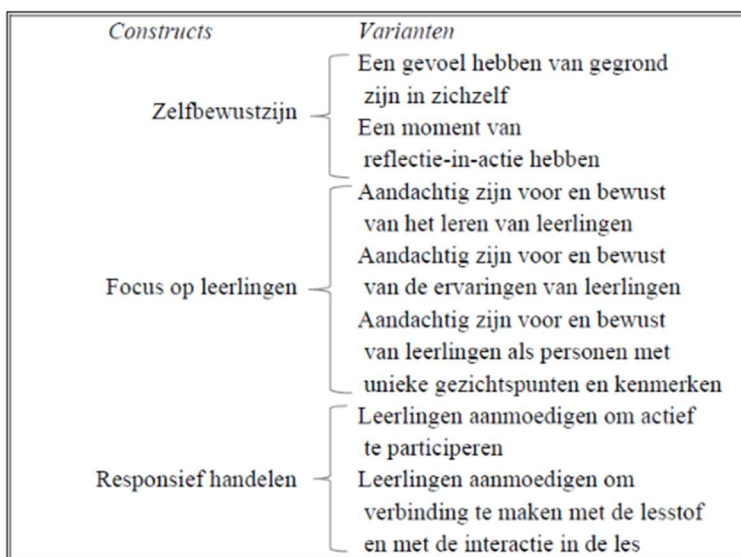 Constructs Varianten
Een gevoel hebben van gegrond
zijn in zichzelf
Zelfbewustzijn
Een moment van
reflectie-in-actie hebben
Aandachtig zijn voor en bewust
van het leren van leerlingen
Aandachtig zijn voor en bewust
Focus op leerlingen
van de ervaringen van leerlingen
Aandachtig zijn voor en bewust
van leerlingen als personen met
unieke gezichtspunten en kenmerken
Leerlingen aanmoedigen om actief
te participeren
Responsief handelen
Leerlingen aanmoedigen om
verbinding te maken met de lesstof
en met de interactie in de les